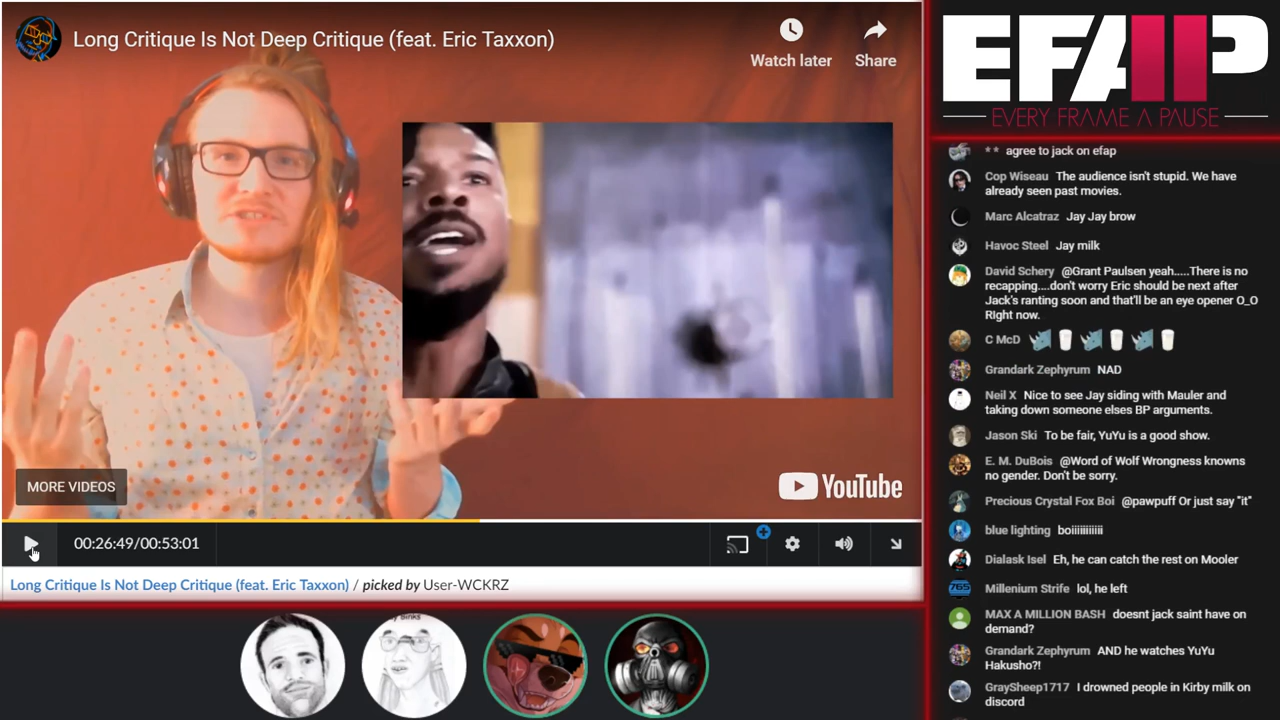 Long Critique Is Not Deep Critique (feat. Eric Taxxon)
Watch later
Share
MORE VIDEOS
YouTube
00:26:49/00:53:01
Long Critique Is Not Deep Critique (feat. Eric Taxxon) / picked by User-WCKRZ
EFAP
EVERY FRAME A PAUSE
** agree to jack on efap
Cop Wiseau The audience isn't stupid. We have
already seen past movies.
Marc Alcatraz Jay Jay brow
Havoc Steel Jay milk
David Schery @Grant Paulsen yeah.....There is no
recapping....don't worry Eric should be next after
Jack's ranting soon and that'll be an eye opener O_O
RIght now.
C McD
Grandark Zephyrum NAD
Neil X Nice to see Jay siding with Mauler and
taking down someone elses BP arguments.
Jason Ski To be fair, YuYu is a good show.
E. M. DuBois @Word of Wolf Wrongness knowns
no gender. Don't be sorry.
Precious Crystal Fox Boi @pawpuff Or just say "it"
blue lighting boiiiiiiiiiii
Dialask Isel Eh, he can catch the rest on Mooler
Millenium Strife lol, he left
MAX A MILLION BASH doesnt jack saint have on
demand?
Grandark Zephyrum AND he watches YuYu
Hakusho?!
GraySheep1717 I drowned people in Kirby milk on
discord